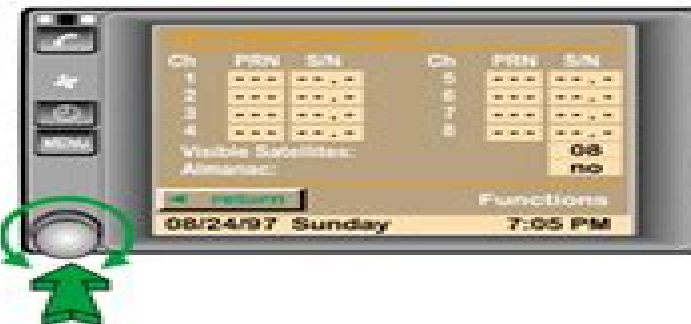 Ch PRN S/N Ch PRN S/N
1 --- --.- 5 --- --.-
2 --- --.- 6 --- --.-
3 --- --.- 7 --- --.-
4 --- --.- 8 --- --.-
Visible Satellites: 08
Almanac: no
MENU
◄ return Functions
08/24/97 Sunday 7:05 PM